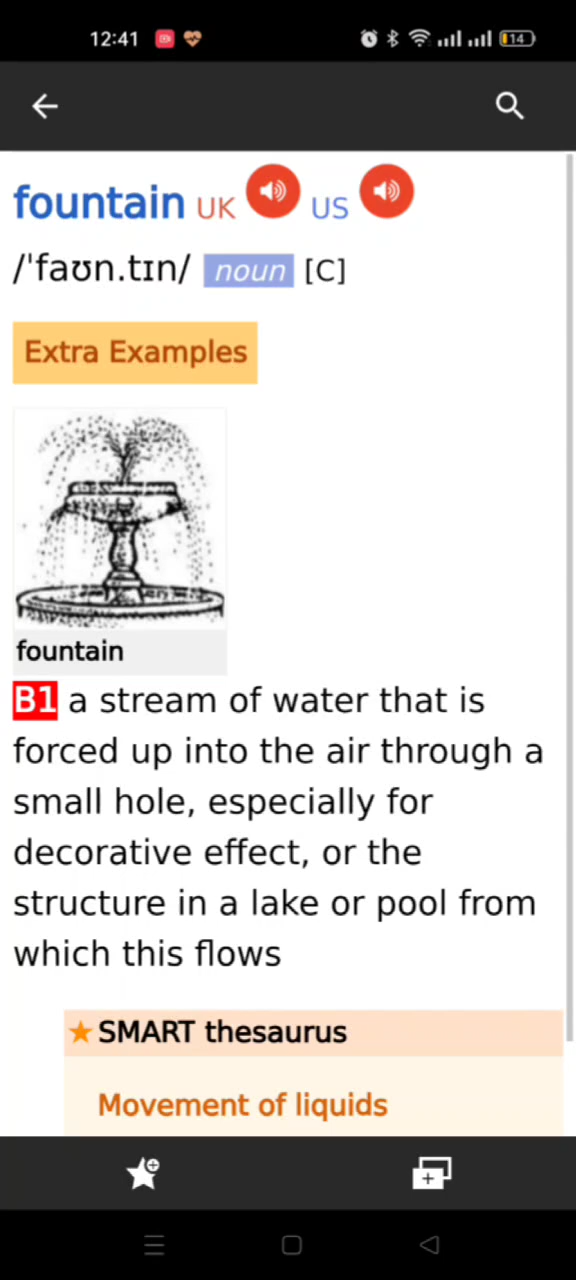 12:41 14
fountain UK US
/ˈfaʊn.tɪn/ noun [C]
Extra Examples
fountain
B1 a stream of water that is
forced up into the air through a
small hole, especially for
decorative effect, or the
structure in a lake or pool from
which this flows
SMART thesaurus
Movement of liquids